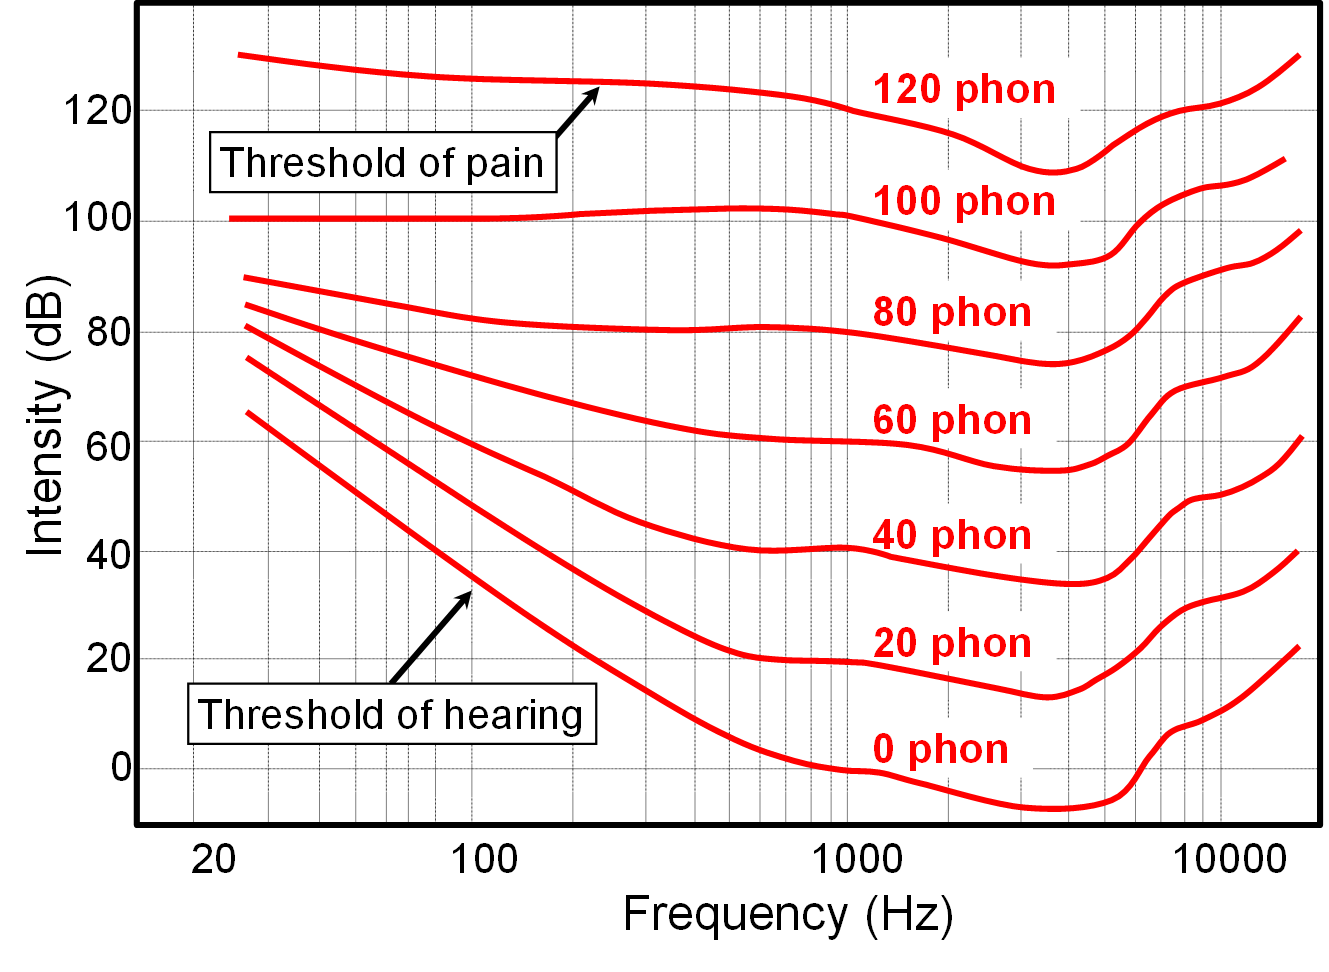 120 phon
120
Threshold of pain
100 phon
100
80 phon
80
60 phon
60
40 phon
40
20 phon
20
Threshold of hearing
0 phon
0
Intensity (dB)
20
100
1000
10000
Frequency (Hz)